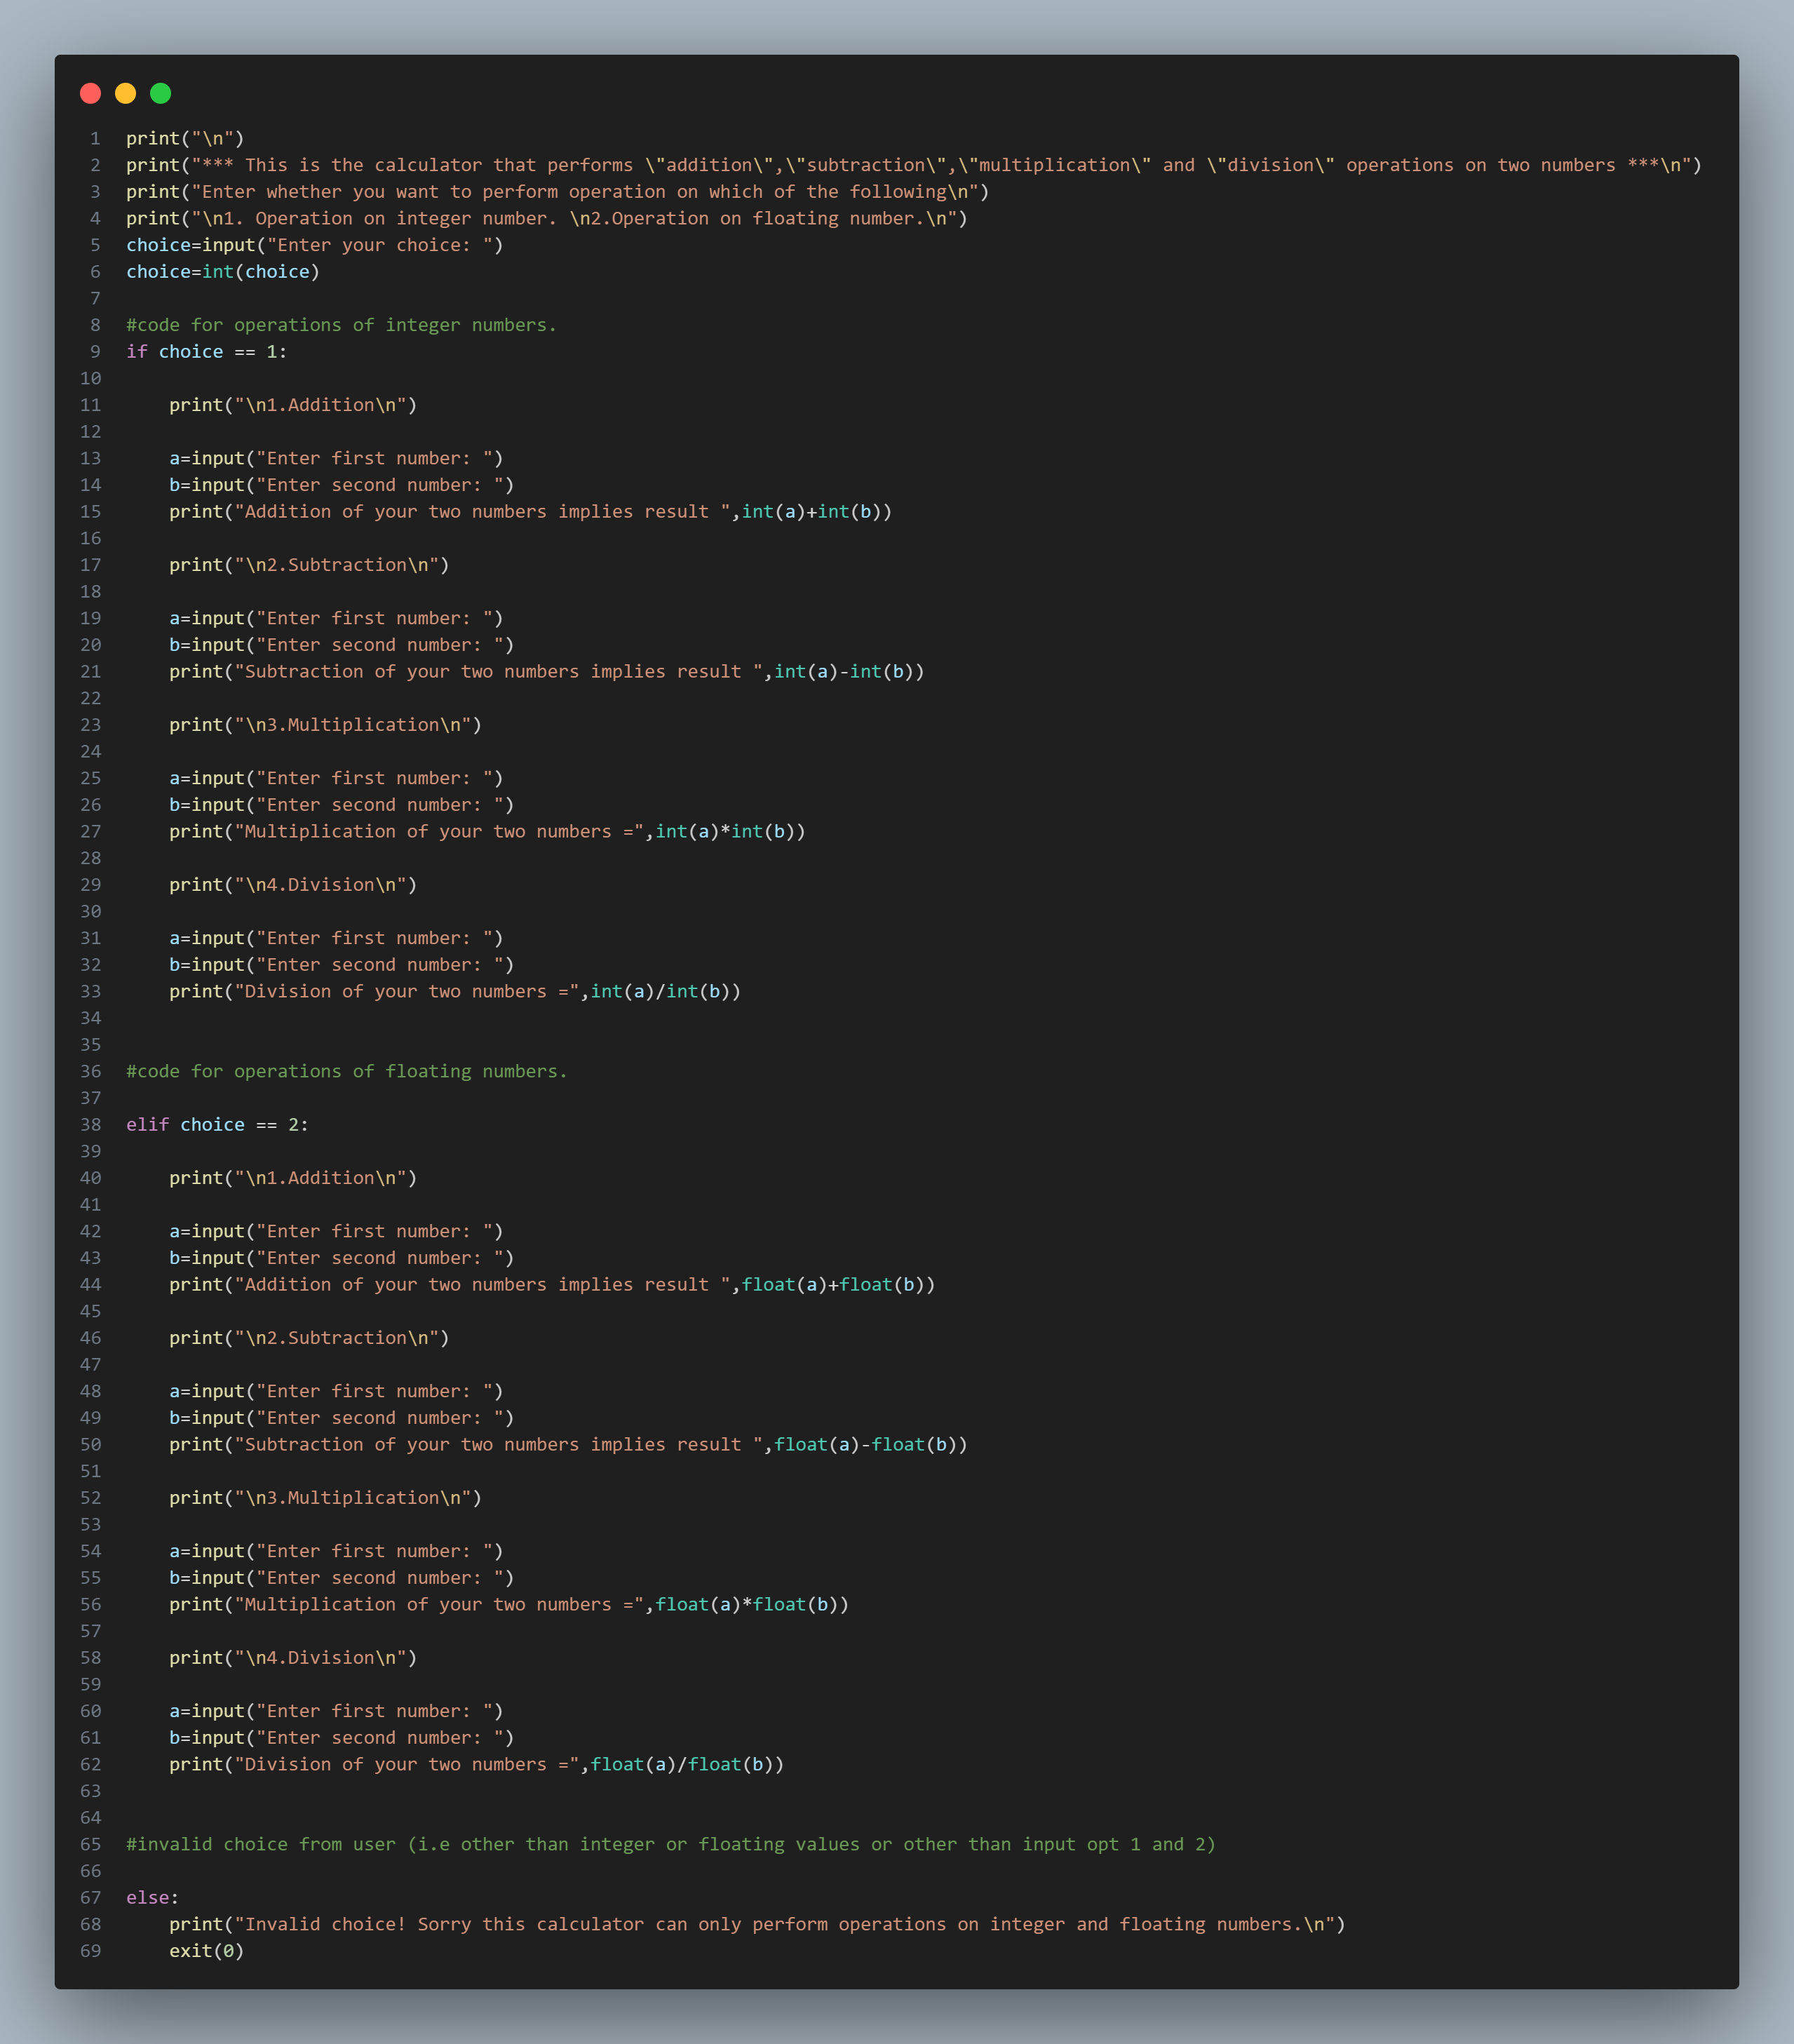 1 print("\n")
2 print("*** This is the calculator that performs \"addition\",\"subtraction\",\"multiplication\" and \"division\" operations on two numbers ***\n")
3 print("Enter whether you want to perform operation on which of the following\n")
4 print("\n1. Operation on integer number. \n2.Operation on floating number.\n")
5 choice=input("Enter your choice: ")
6 choice=int(choice)
7
8 #code for operations of integer numbers.
9 if choice == 1:
10
11     print("\n1.Addition\n")
12
13     a=input("Enter first number: ")
14     b=input("Enter second number: ")
15     print("Addition of your two numbers implies result ",int(a)+int(b))
16
17     print("\n2.Subtraction\n")
18
19     a=input("Enter first number: ")
20     b=input("Enter second number: ")
21     print("Subtraction of your two numbers implies result ",int(a)-int(b))
22
23     print("\n3.Multiplication\n")
24
25     a=input("Enter first number: ")
26     b=input("Enter second number: ")
27     print("Multiplication of your two numbers =",int(a)*int(b))
28
29     print("\n4.Division\n")
30
31     a=input("Enter first number: ")
32     b=input("Enter second number: ")
33     print("Division of your two numbers =",int(a)/int(b))
34
35
36 #code for operations of floating numbers.
37
38 elif choice == 2:
39
40     print("\n1.Addition\n")
41
42     a=input("Enter first number: ")
43     b=input("Enter second number: ")
44     print("Addition of your two numbers implies result ",float(a)+float(b))
45
46     print("\n2.Subtraction\n")
47
48     a=input("Enter first number: ")
49     b=input("Enter second number: ")
50     print("Subtraction of your two numbers implies result ",float(a)-float(b))
51
52     print("\n3.Multiplication\n")
53
54     a=input("Enter first number: ")
55     b=input("Enter second number: ")
56     print("Multiplication of your two numbers =",float(a)*float(b))
57
58     print("\n4.Division\n")
59
60     a=input("Enter first number: ")
61     b=input("Enter second number: ")
62     print("Division of your two numbers =",float(a)/float(b))
63
64
65 #invalid choice from user (i.e other than integer or floating values or other than input opt 1 and 2)
66
67 else:
68     print("Invalid choice! Sorry this calculator can only perform operations on integer and floating numbers.\n")
69     exit(0)